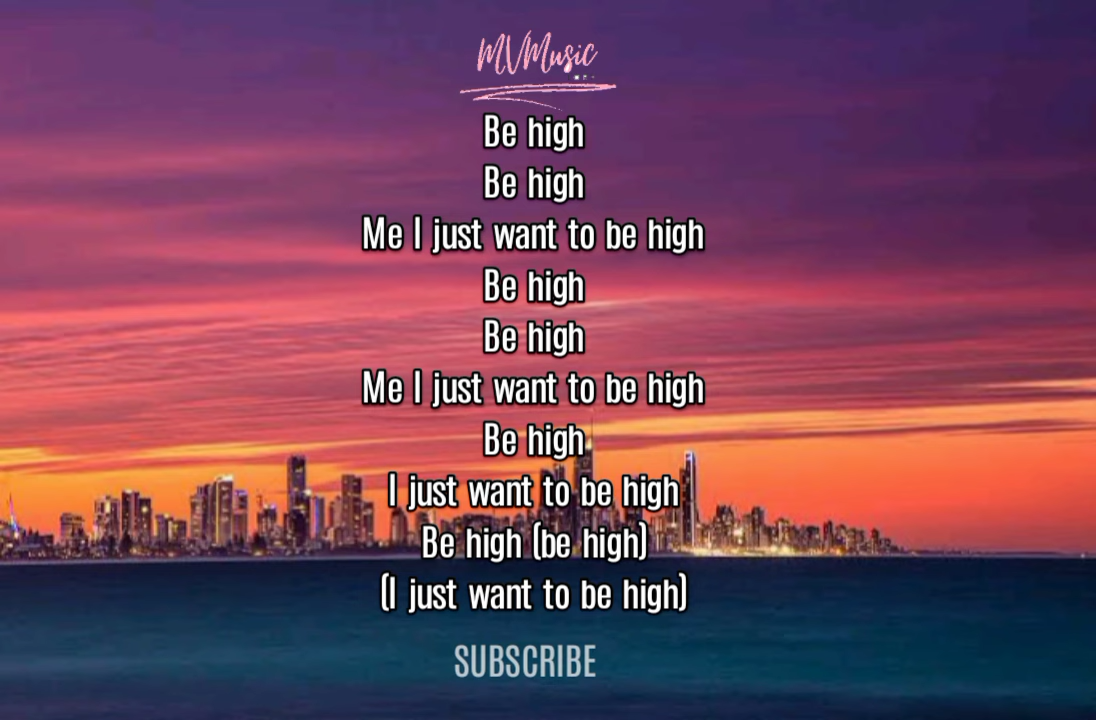 MVMusic
Be high
Be high
Me I just want to be high
Be high
Be high
Me I just want to be high
Be high
I just want to be high
Be high (be high)
(I just want to be high)
SUBSCRIBE